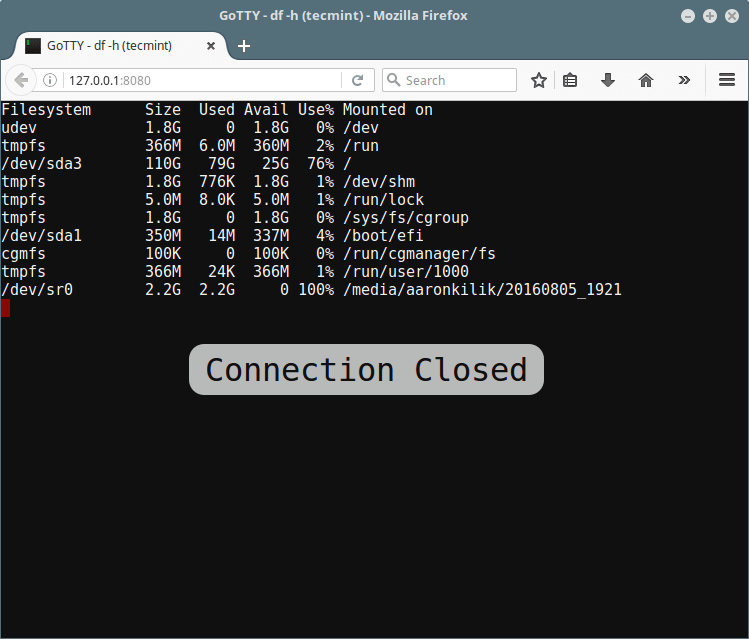 GoTTY - df -h (tecmint) - Mozilla Firefox
GoTTY - df -h (tecmint)
127.0.0.1:8080
Search
Filesystem      Size  Used Avail Use% Mounted on
udev            1.8G     0  1.8G   0% /dev
tmpfs           366M  6.0M  360M   2% /run
/dev/sda3       110G   79G   25G  76% /
tmpfs           1.8G  776K  1.8G   1% /dev/shm
tmpfs           5.0M  8.0K  5.0M   1% /run/lock
tmpfs           1.8G     0  1.8G   0% /sys/fs/cgroup
/dev/sda1       350M   14M  337M   4% /boot/efi
cgmfs           100K     0  100K   0% /run/cgmanager/fs
tmpfs           366M   24K  366M   1% /run/user/1000
/dev/sr0        2.2G  2.2G     0 100% /media/aaronkilik/20160805_1921
Connection Closed